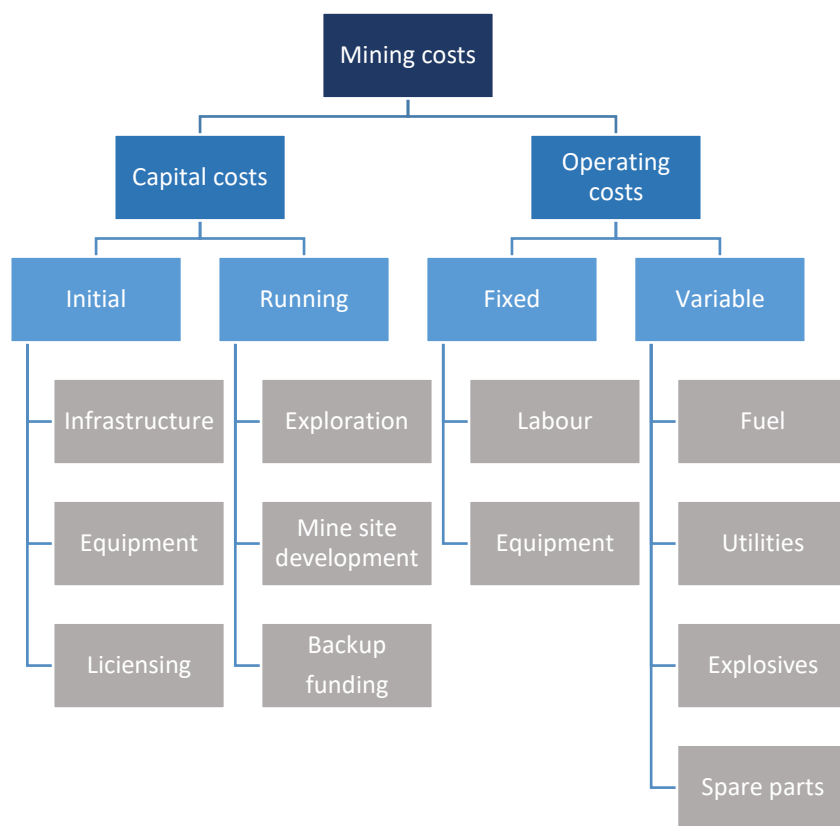 Mining costs
Capital costs
Operating
costs
Initial
Running
Fixed
Variable
Infrastructure
Exploration
Labour
Fuel
Equipment
Mine site
development
Equipment
Utilities
Liciensing
Backup
funding
Explosives
Spare parts